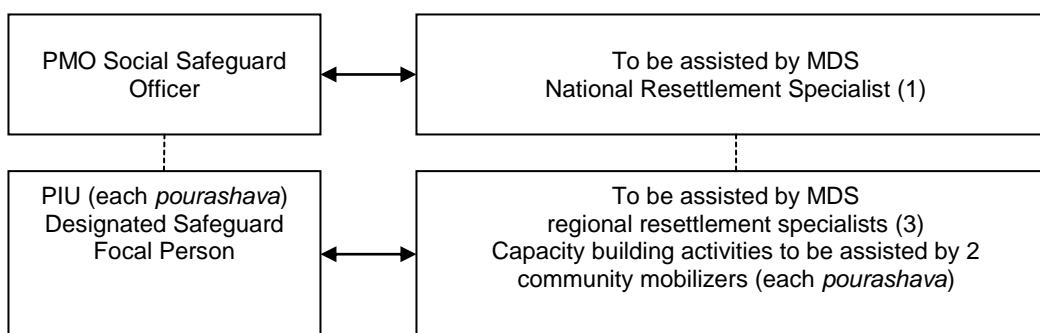 PMO Social Safeguard
Officer
To be assisted by MDS
National Resettlement Specialist (1)
PIU (each pourashava)
Designated Safeguard
Focal Person
To be assisted by MDS
regional resettlement specialists (3)
Capacity building activities to be assisted by 2
community mobilizers (each pourashava)